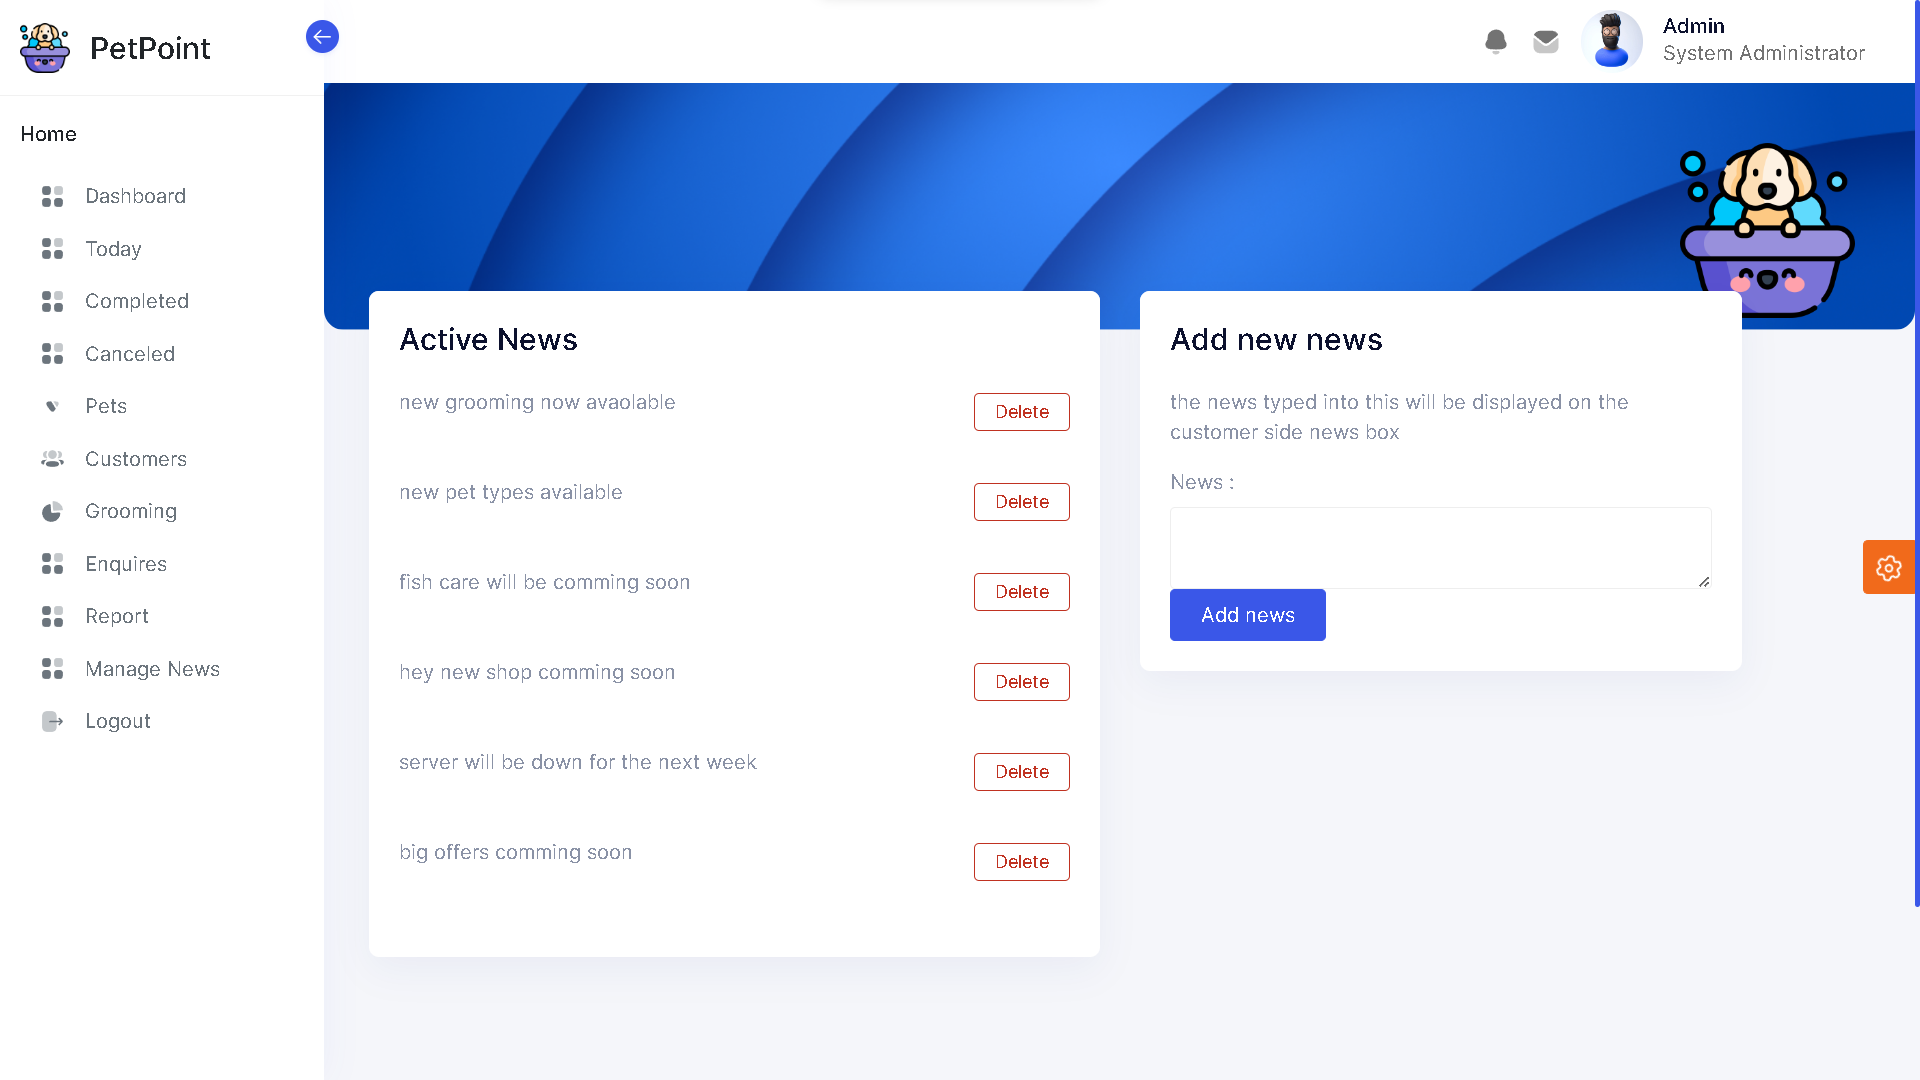 PetPoint
Admin
System Administrator
Home
Dashboard
Today
Completed
Canceled
Pets
Customers
Grooming
Enquires
Report
Manage News
Logout
Active News
new grooming now avaolable
Delete
new pet types available
Delete
fish care will be comming soon
Delete
hey new shop comming soon
Delete
server will be down for the next week
Delete
big offers comming soon
Delete
Add new news
the news typed into this will be displayed on the
customer side news box
News :
Add news